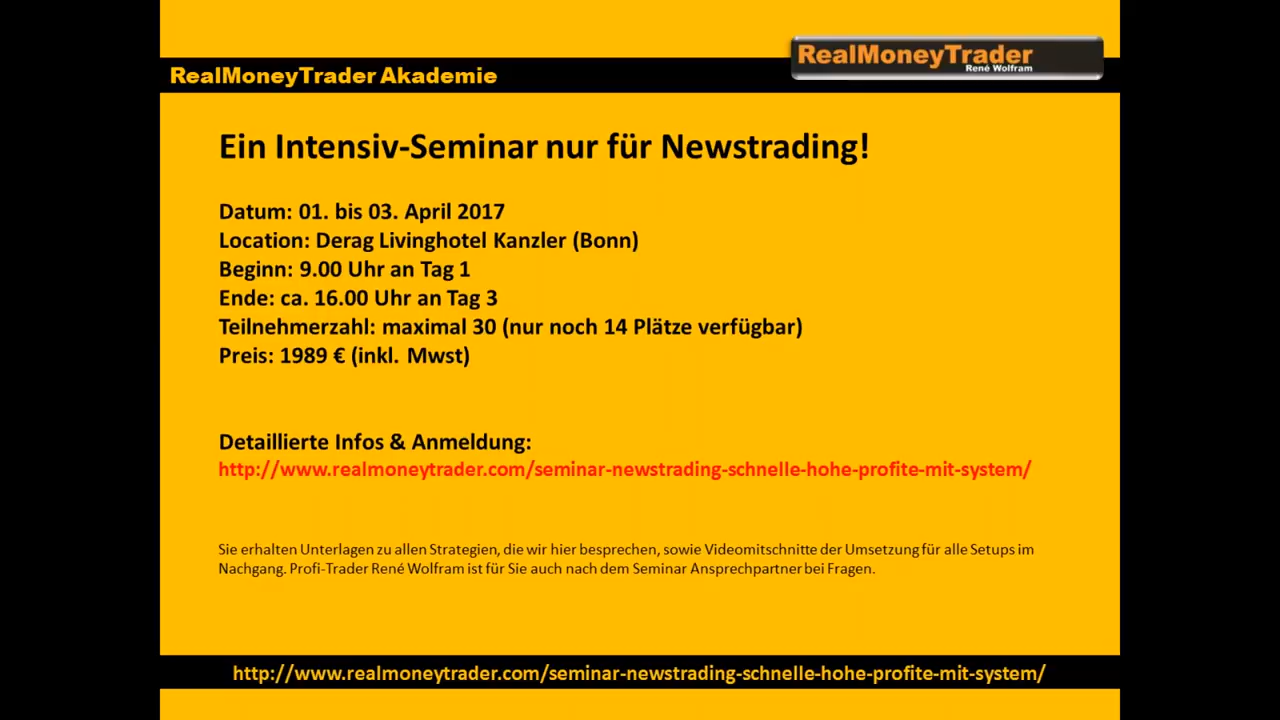 RealMoneyTrader Akademie
RealMoneyTrader
René Wolfram
Ein Intensiv-Seminar nur für Newstrading!
Datum: 01. bis 03. April 2017
Location: Derag Livinghotel Kanzler (Bonn)
Beginn: 9.00 Uhr an Tag 1
Ende: ca. 16.00 Uhr an Tag 3
Teilnehmerzahl: maximal 30 (nur noch 14 Plätze verfügbar)
Preis: 1989 € (inkl. Mwst)
Detaillierte Infos & Anmeldung:
http://www.realmoneytrader.com/seminar-newstrading-schnelle-hohe-profite-mit-system/
Sie erhalten Unterlagen zu allen Strategien, die wir hier besprechen, sowie Videomitschnitte der Umsetzung für alle Setups im
Nachgang. Profi-Trader René Wolfram ist für Sie auch nach dem Seminar Ansprechpartner bei Fragen.
http://www.realmoneytrader.com/seminar-newstrading-schnelle-hohe-profite-mit-system/